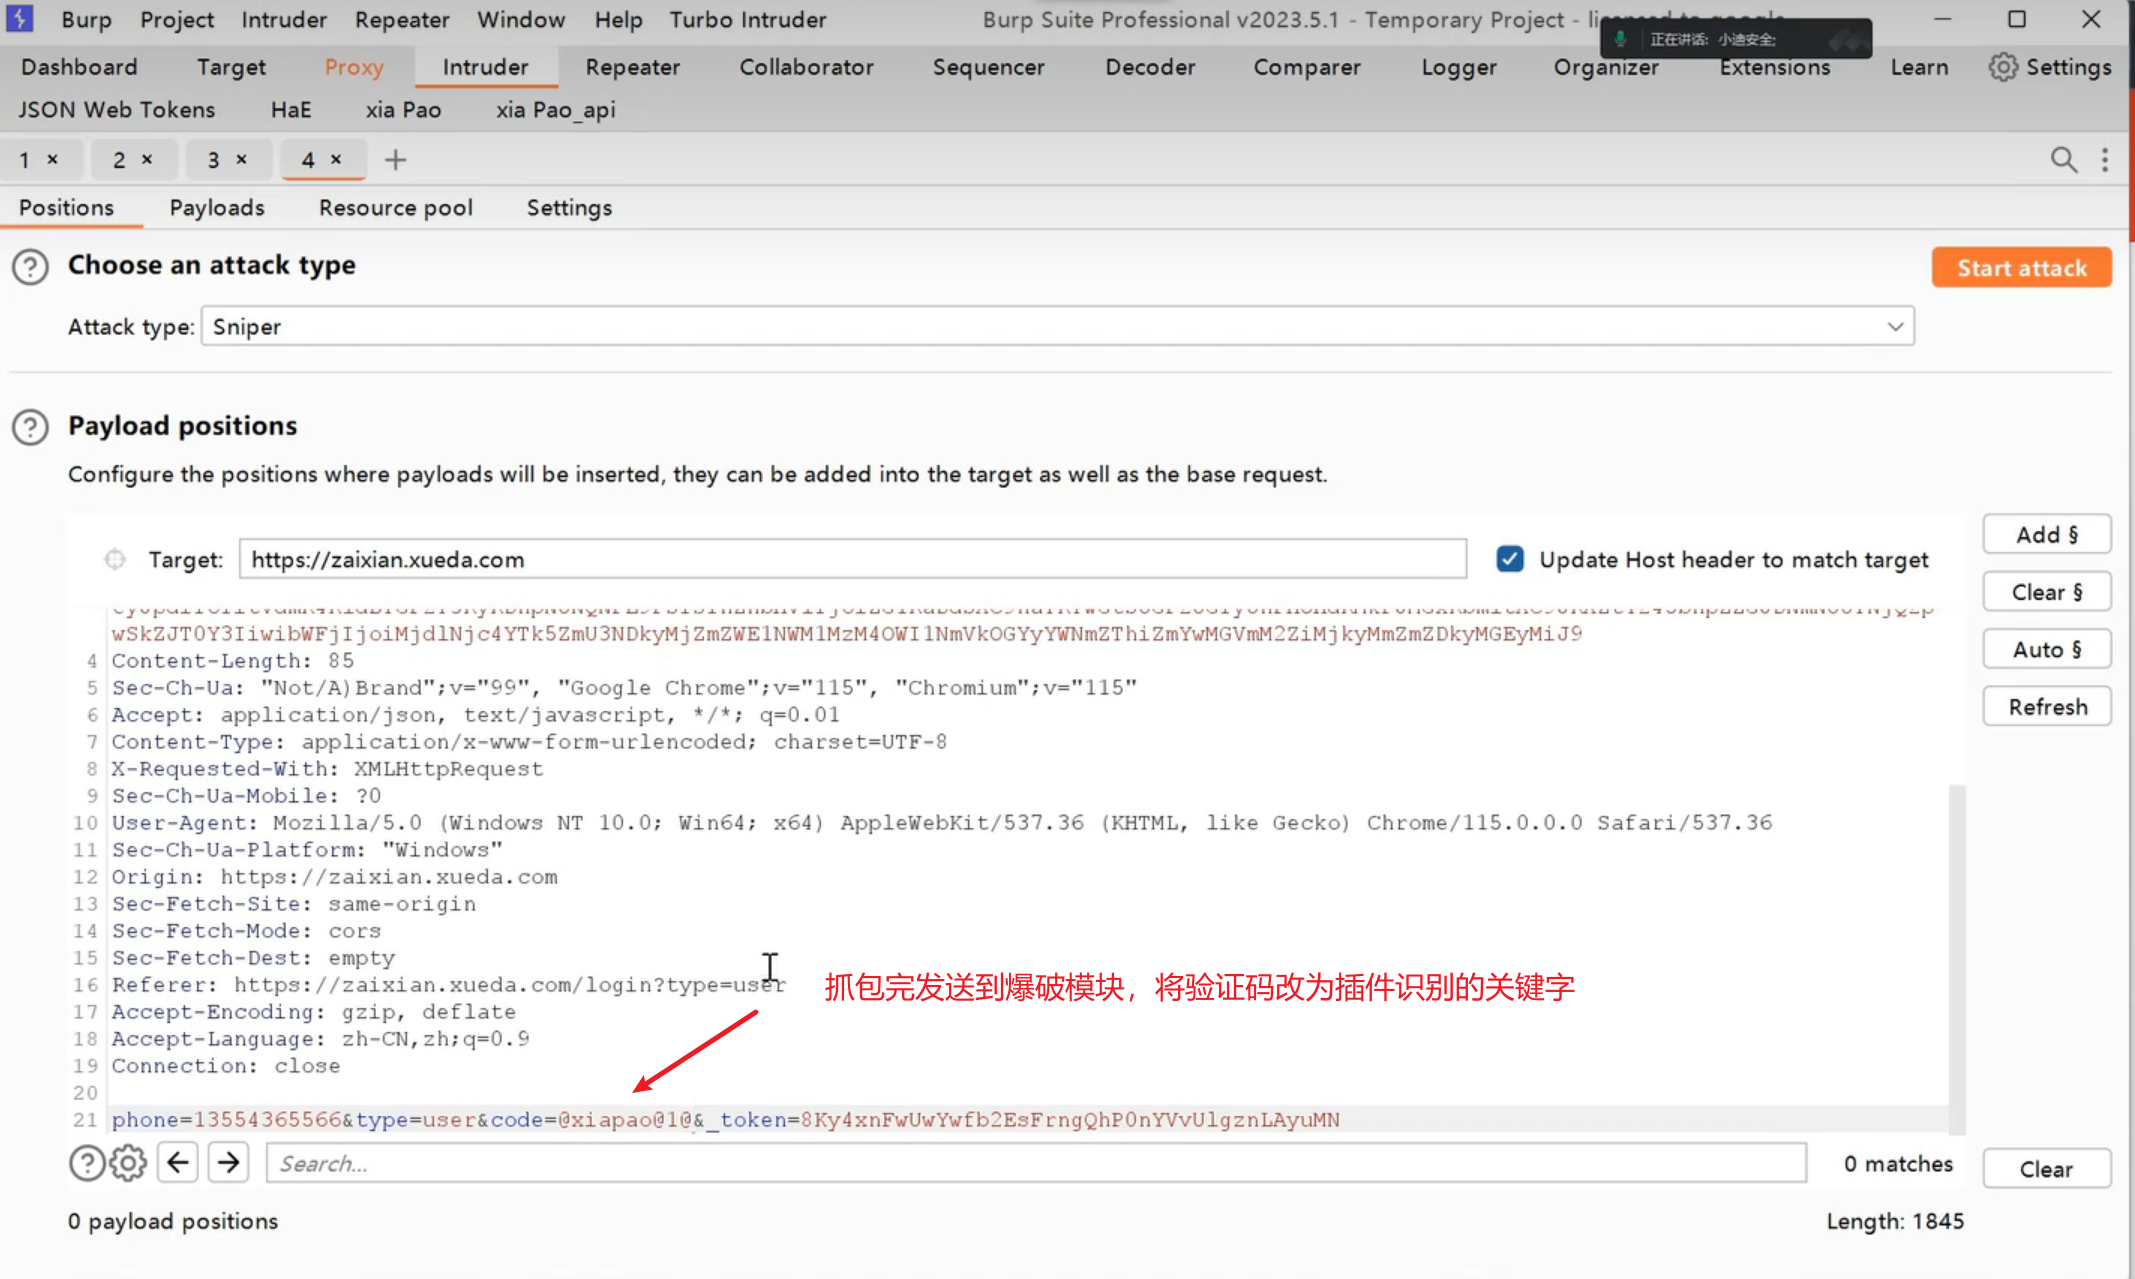 Burp Project Intruder Repeater Window Help Turbo Intruder Burp Suite Professional v2023.5.1 - Temporary Project - licensed to google
正在讲话: 小迪安全;
Dashboard Target Proxy Intruder Repeater Collaborator Sequencer Decoder Comparer Logger Organizer Extensions Learn Settings
JSON Web Tokens HaE xia Pao xia Pao_api
1 × 2 × 3 × 4 × +
Positions Payloads Resource pool Settings
Choose an attack type
Start attack
Attack type: Sniper
Payload positions
Configure the positions where payloads will be inserted, they can be added into the target as well as the base request.
Add §
Target: https://zaixian.xueda.com Update Host header to match target
Clear §
Auto §
Refresh
4 Content-Length: 85
5 Sec-Ch-Ua: "Not/A)Brand";v="99", "Google Chrome";v="115", "Chromium";v="115"
6 Accept: application/json, text/javascript, */*; q=0.01
7 Content-Type: application/x-www-form-urlencoded; charset=UTF-8
8 X-Requested-With: XMLHttpRequest
9 Sec-Ch-Ua-Mobile: ?0
10 User-Agent: Mozilla/5.0 (Windows NT 10.0; Win64; x64) AppleWebKit/537.36 (KHTML, like Gecko) Chrome/115.0.0.0 Safari/537.36
11 Sec-Ch-Ua-Platform: "Windows"
12 Origin: https://zaixian.xueda.com
13 Sec-Fetch-Site: same-origin
14 Sec-Fetch-Mode: cors
15 Sec-Fetch-Dest: empty
16 Referer: https://zaixian.xueda.com/login?type=user
抓包完发送到爆破模块，将验证码改为插件识别的关键字
17 Accept-Encoding: gzip, deflate
18 Accept-Language: zh-CN,zh;q=0.9
19 Connection: close
20
21 phone=13554365566&type=user&code=@xiapao@1@&_token=8Ky4xnFwUwYwfb2EsFrngQhP0nYVvUlgznLAyuMN
Search... 0 matches Clear
0 payload positions Length: 1845